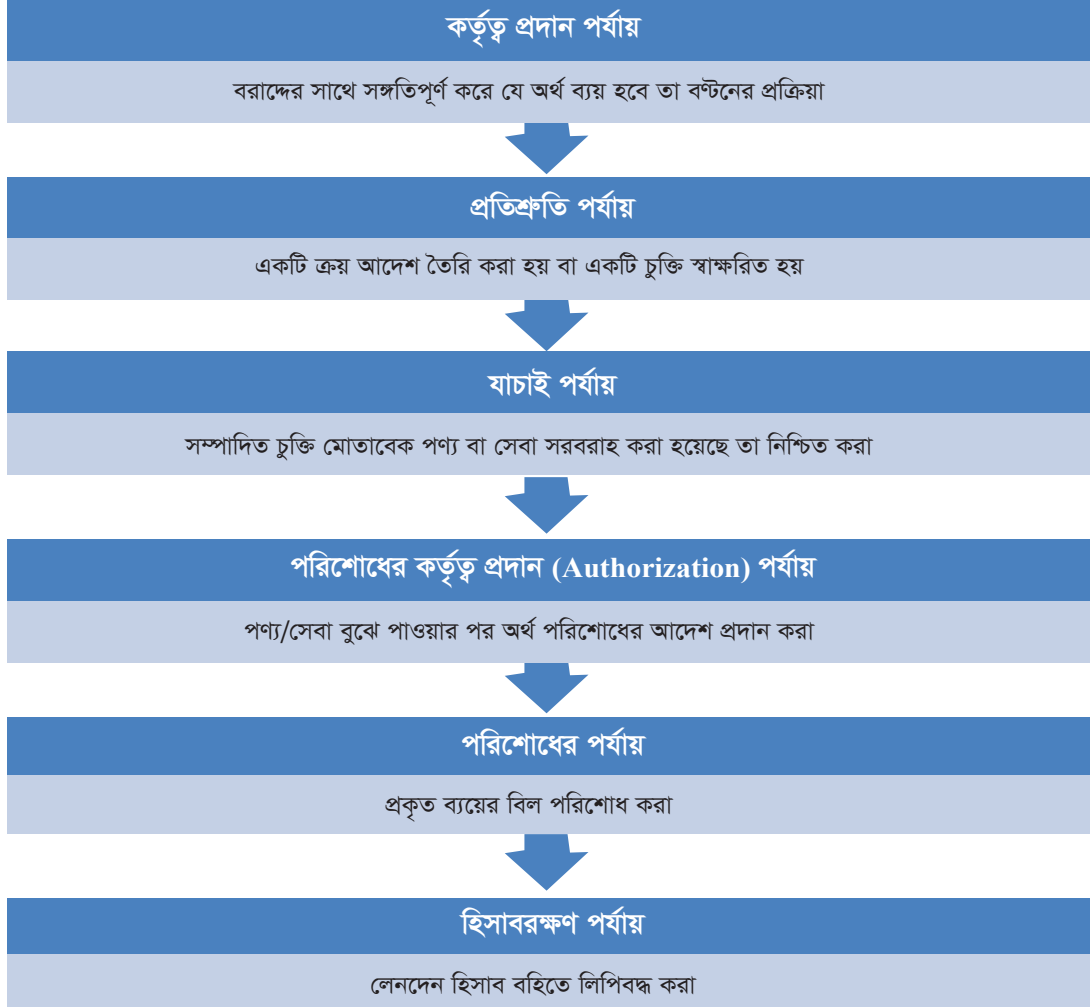 কর্তৃত্ব প্রদান পর্যায়
বরাদ্দের সাথে সঙ্গতিপূর্ণ করে যে অর্থ ব্যয় হবে তা বণ্টনের প্রক্রিয়া
প্রতিশ্রুতি পর্যায়
একটি ক্রয় আদেশ তৈরি করা হয় বা একটি চুক্তি স্বাক্ষরিত হয়
যাচাই পর্যায়
সম্পাদিত চুক্তি মোতাবেক পণ্য বা সেবা সরবরাহ করা হয়েছে তা নিশ্চিত করা
পরিশোধের কর্তৃত্ব প্রদান (Authorization) পর্যায়
পণ্য/সেবা বুঝে পাওয়ার পর অর্থ পরিশোধের আদেশ প্রদান করা
পরিশোধের পর্যায়
প্রকৃত ব্যয়ের বিল পরিশোধ করা
হিসাবরক্ষণ পর্যায়
লেনদেন হিসাব বহিতে লিপিবদ্ধ করা